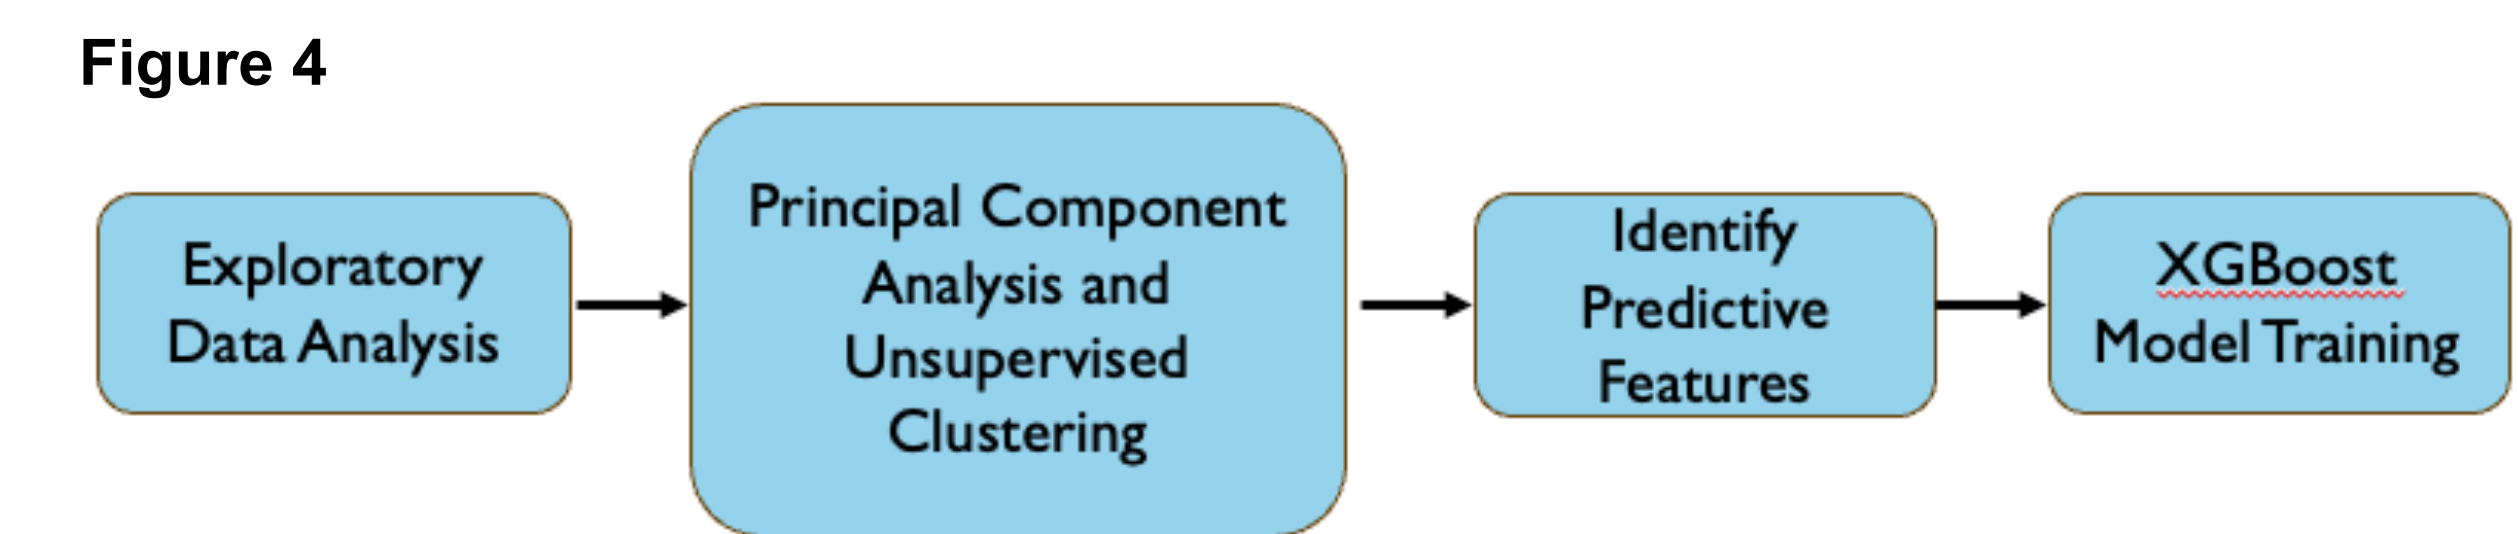 Figure 4
Exploratory
Data Analysis
Principal Component
Analysis and
Unsupervised
Clustering
Identify
Predictive
Features
XGBoost
Model Training